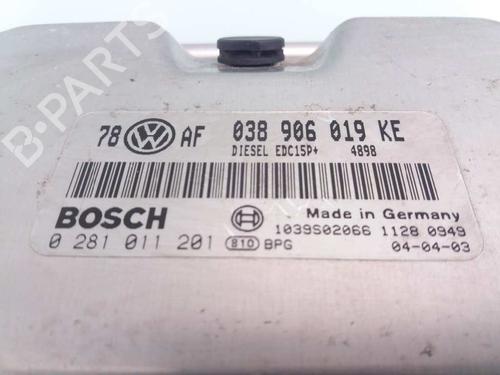 B-PARTS
78 AF 038 906 019 KE
DIESEL EDC15P+ 4898
BOSCH
Made in Germany
0 281 011 201 810 BPG 1039S02066 1128 0949
04-04-03